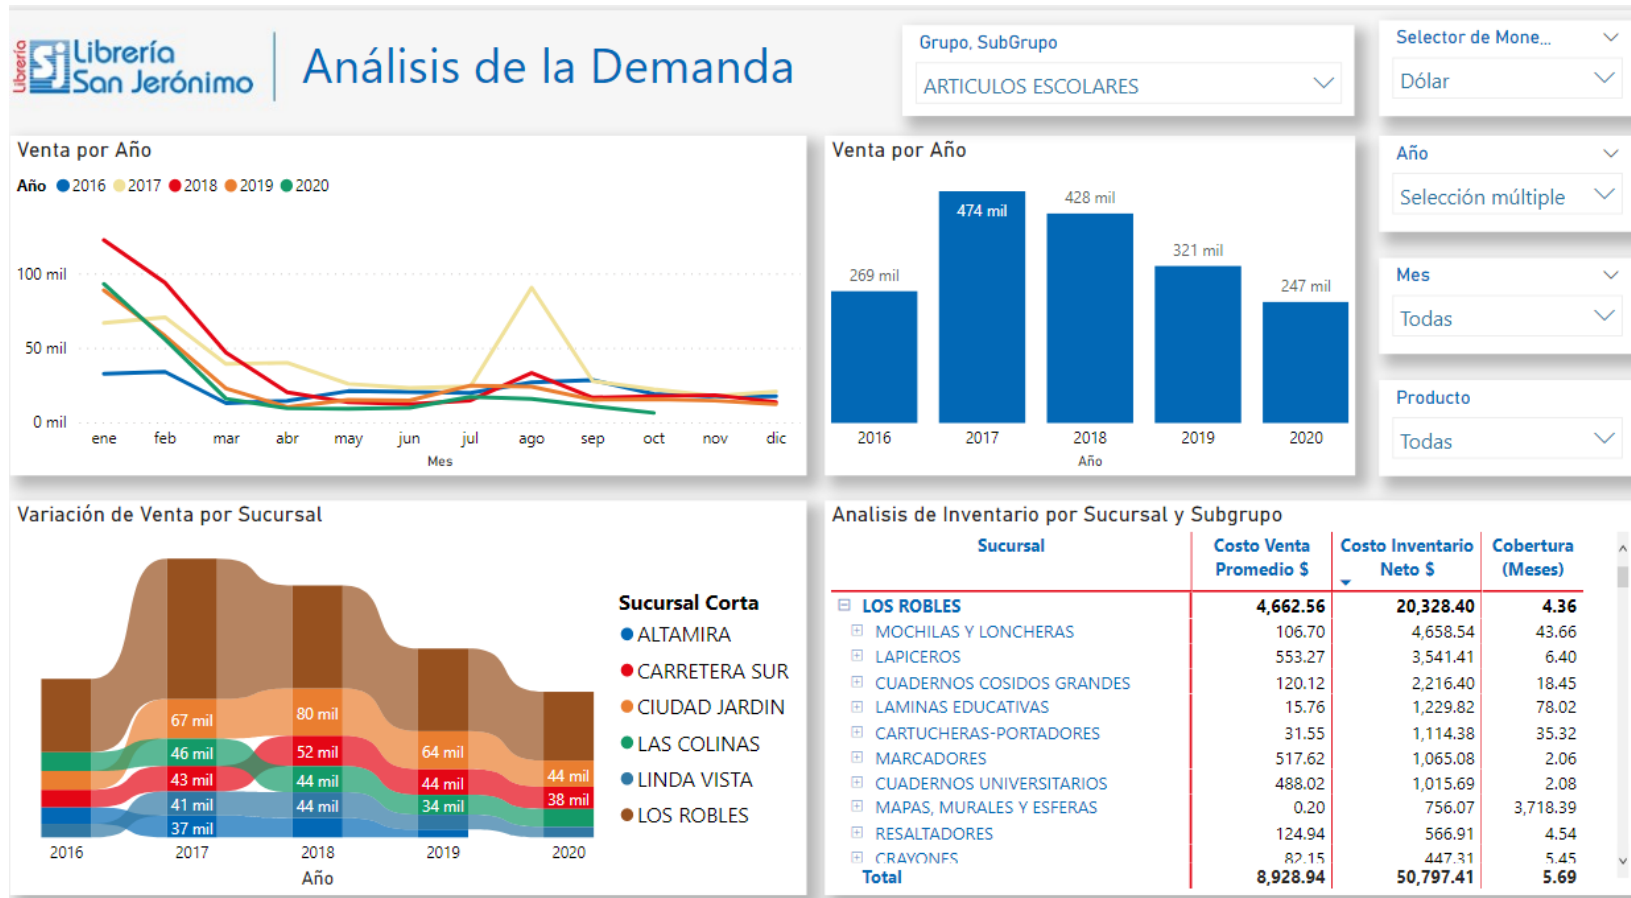 Librería
Librería
San Jerónimo
Análisis de la Demanda
Grupo, SubGrupo
ARTICULOS ESCOLARES
Selector de Mone...
Dólar
Venta por Año
Año 2016 2017 2018 2019 2020
100 mil
50 mil
0 mil
ene feb mar abr may jun jul ago sep oct nov dic
Mes
Venta por Año
269 mil
474 mil
428 mil
321 mil
247 mil
2016 2017 2018 2019 2020
Año
Año
Selección múltiple
Mes
Todas
Producto
Todas
Variación de Venta por Sucursal
67 mil
46 mil
43 mil
41 mil
37 mil
80 mil
52 mil
44 mil
44 mil
64 mil
44 mil
34 mil
44 mil
38 mil
2016 2017 2018 2019 2020
Año
Sucursal Corta
ALTAMIRA
CARRETERA SUR
CIUDAD JARDIN
LAS COLINAS
LINDA VISTA
LOS ROBLES
Analisis de Inventario por Sucursal y Subgrupo
Sucursal Costo Venta Promedio $ Costo Inventario Neto $ Cobertura (Meses)
LOS ROBLES 4,662.56 20,328.40 4.36
MOCHILAS Y LONCHERAS 106.70 4,658.54 43.66
LAPICEROS 553.27 3,541.41 6.40
CUADERNOS COSIDOS GRANDES 120.12 2,216.40 18.45
LAMINAS EDUCATIVAS 15.76 1,229.82 78.02
CARTUCHERAS-PORTADORES 31.55 1,114.38 35.32
MARCADORES 517.62 1,065.08 2.06
CUADERNOS UNIVERSITARIOS 488.02 1,015.69 2.08
MAPAS, MURALES Y ESFERAS 0.20 756.07 3,718.39
RESALTADORES 124.94 566.91 4.54
CRAYONES 82.15 447.31 5.45
Total 8,928.94 50,797.41 5.69